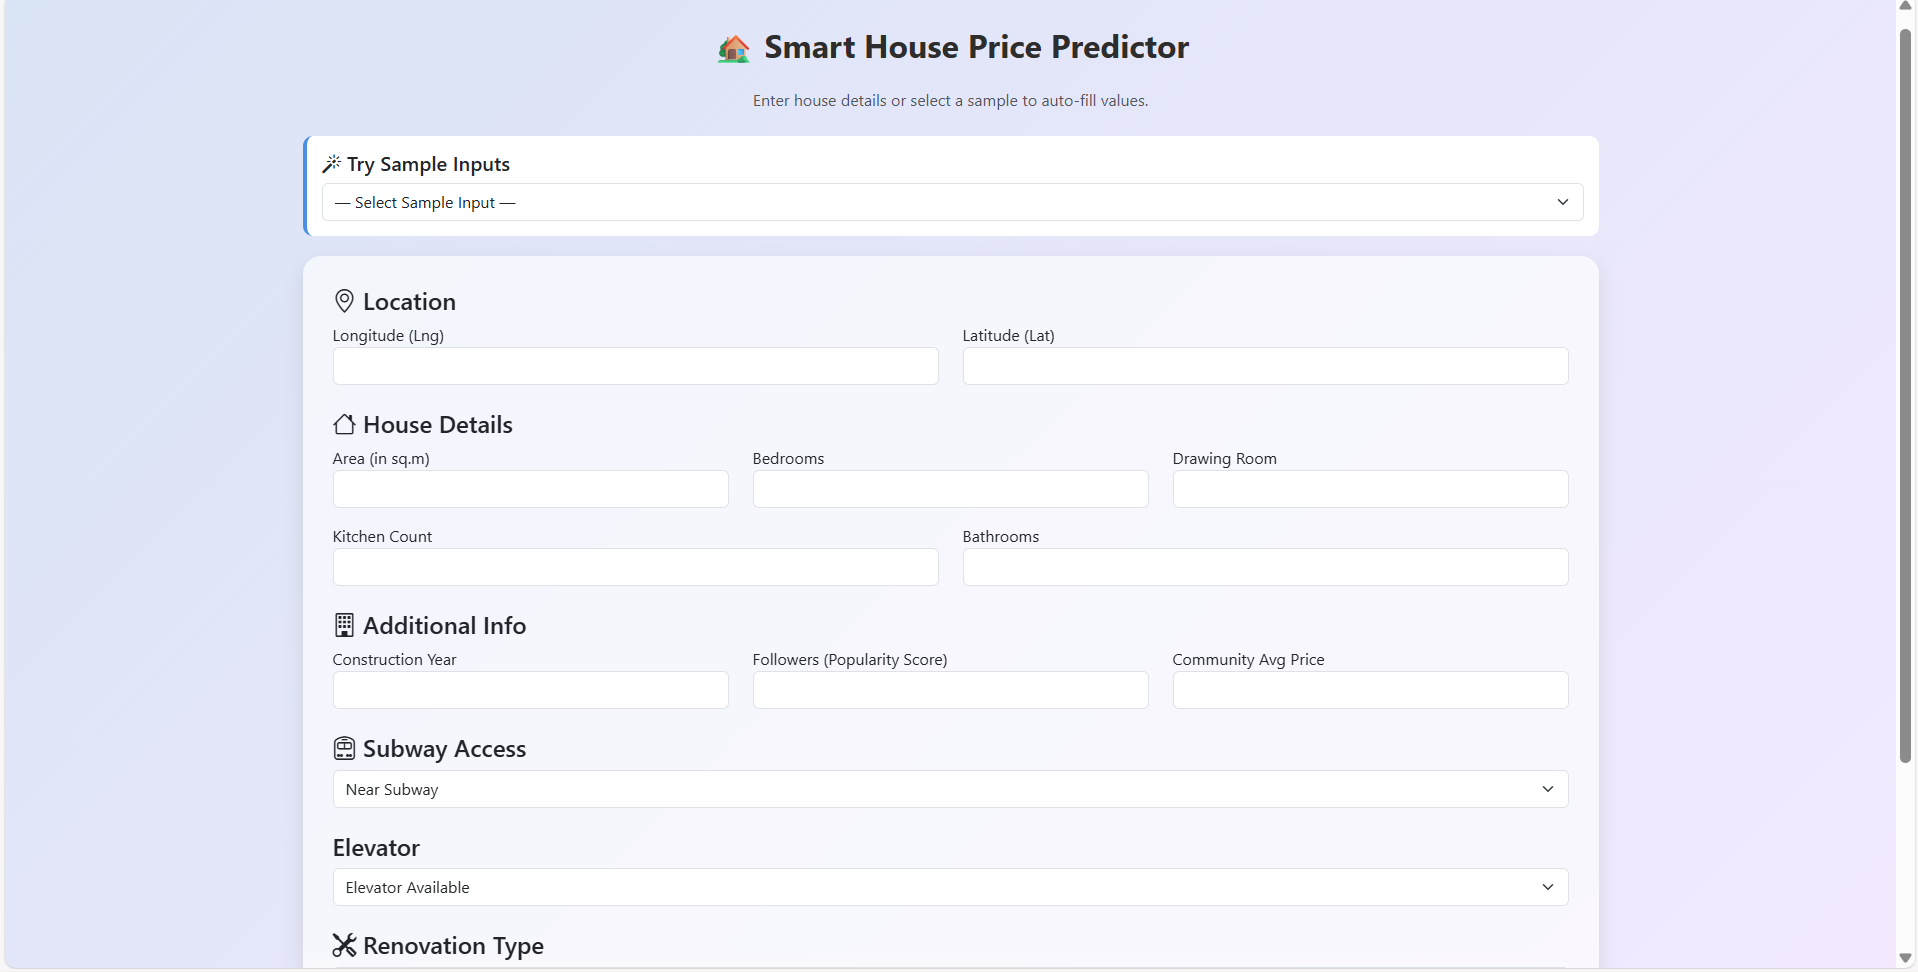 Smart House Price Predictor
Enter house details or select a sample to auto-fill values.
Try Sample Inputs
— Select Sample Input —
Location
Longitude (Lng) Latitude (Lat)
House Details
Area (in sq.m) Bedrooms Drawing Room
Kitchen Count Bathrooms
Additional Info
Construction Year Followers (Popularity Score) Community Avg Price
Subway Access
Near Subway
Elevator
Elevator Available
Renovation Type